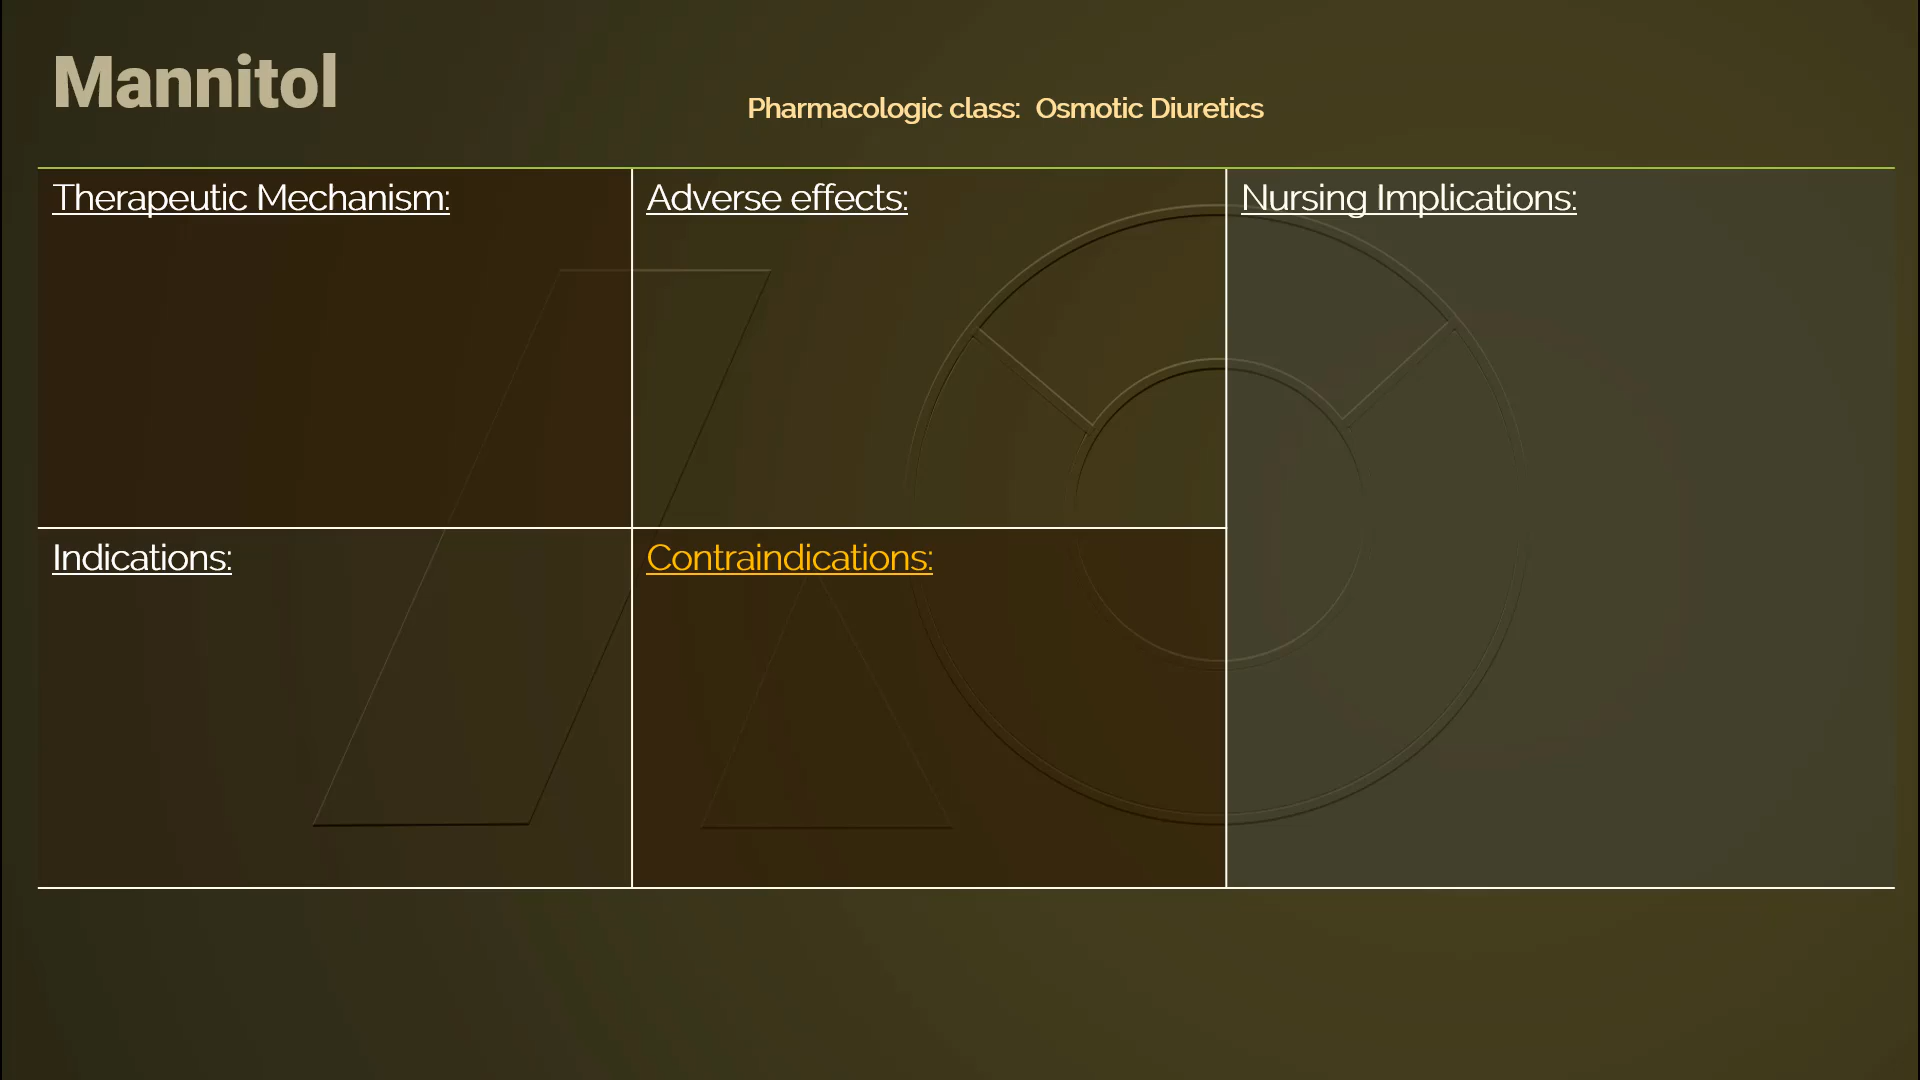 Mannitol
Pharmacologic class:  Osmotic Diuretics
Therapeutic Mechanism:
Adverse effects:
Nursing Implications:
Indications:
Contraindications: